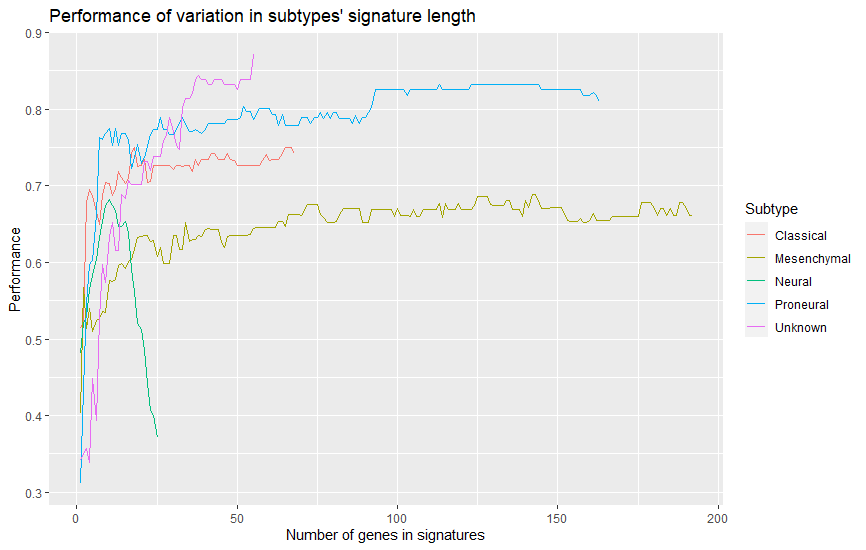 Performance of variation in subtypes' signature length
0.9
0.8
0.7
0.6
0.5
0.4
0.3
Performance
0
50
100
150
200
Number of genes in signatures
Subtype
Classical
Mesenchymal
Neural
Proneural
Unknown